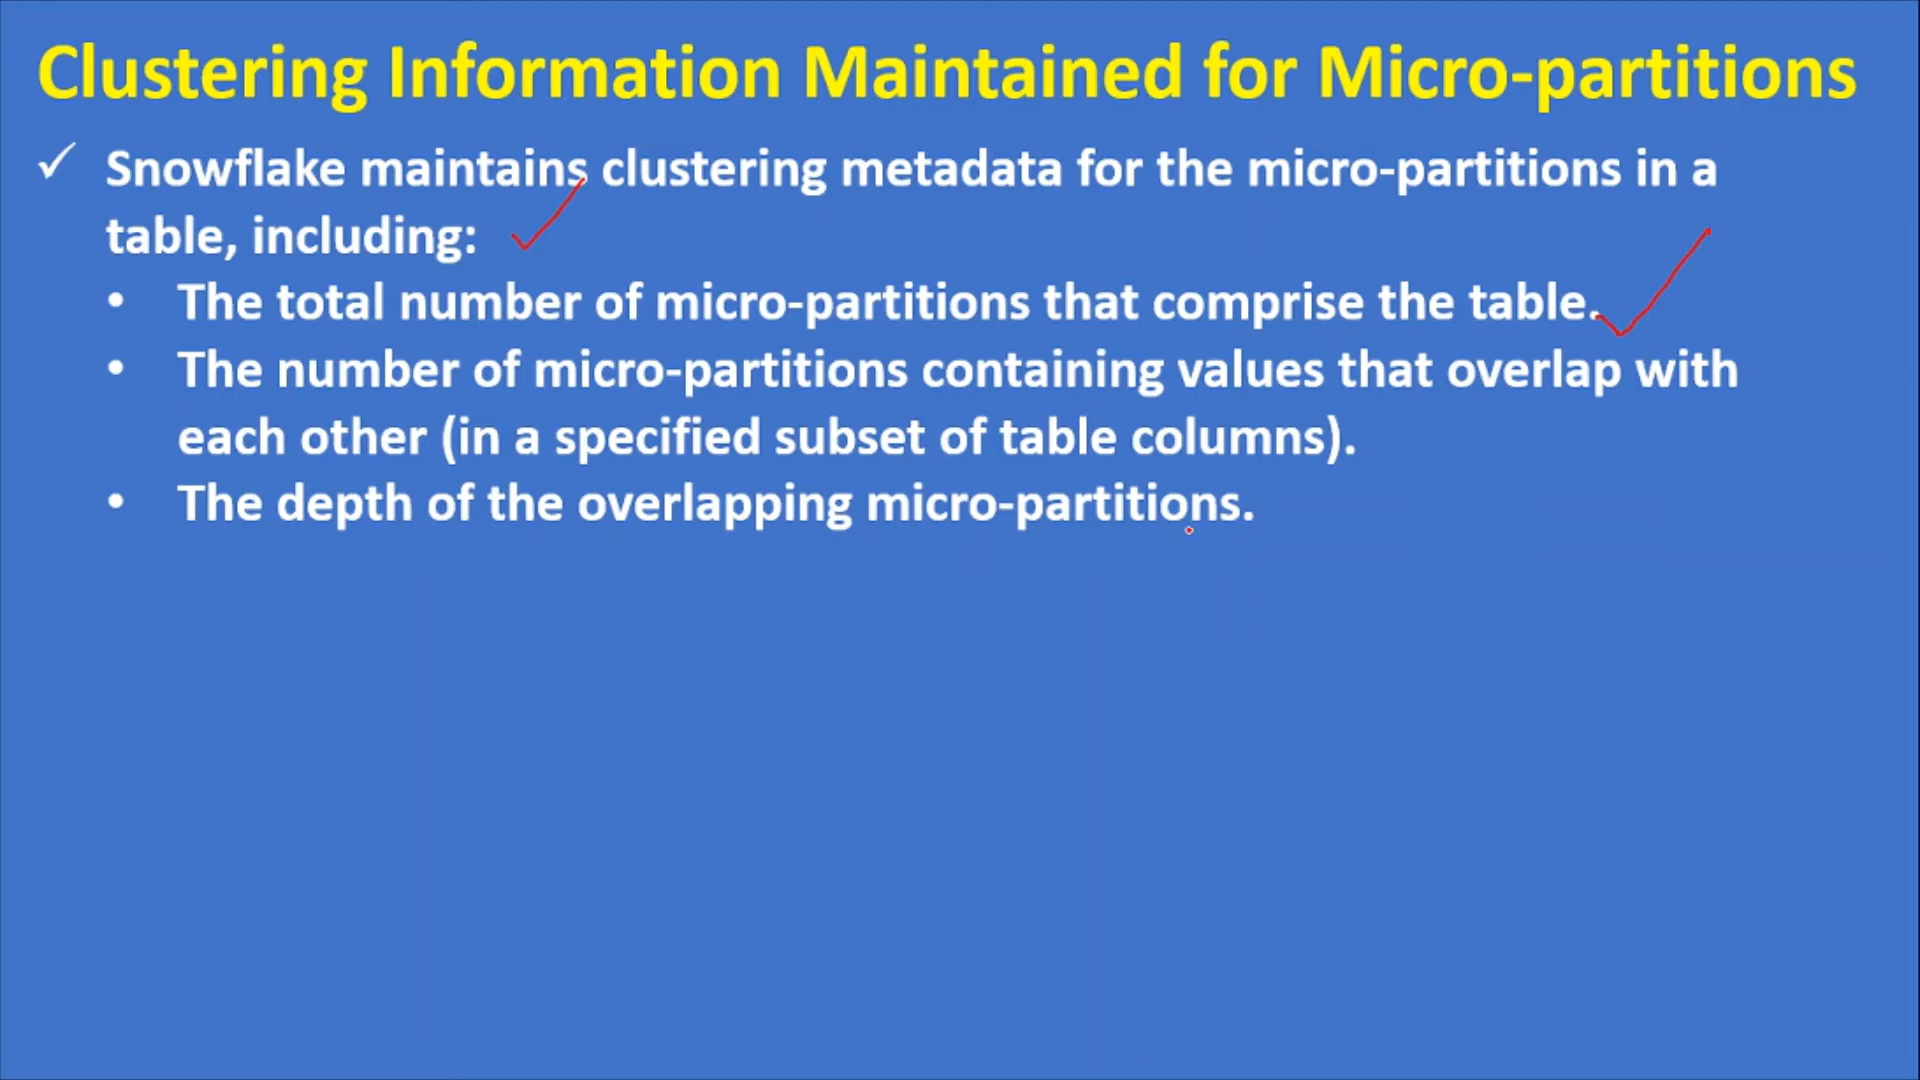 Clustering Information Maintained for Micro-partitions
✓ Snowflake maintains clustering metadata for the micro-partitions in a
table, including:
• The total number of micro-partitions that comprise the table.
• The number of micro-partitions containing values that overlap with
each other (in a specified subset of table columns).
• The depth of the overlapping micro-partitions.